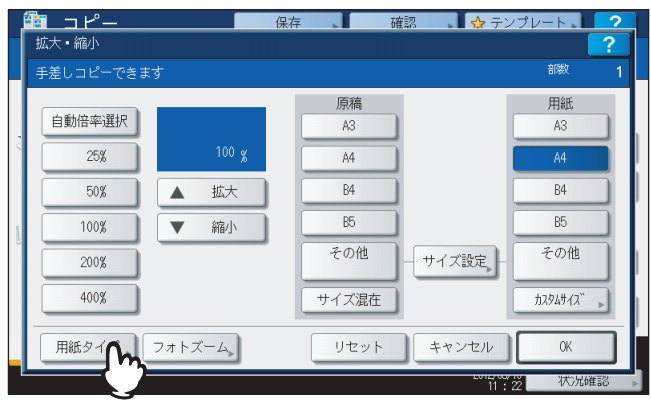 コピー
保存
確認
テンプレート
?
拡大・縮小
?
手差しコピーできます
部数 1
自動倍率選択
25%
50%
100%
200%
400%
100 %
▲ 拡大
▼ 縮小
原稿
A3
A4
B4
B5
その他
サイズ混在
サイズ設定
用紙
A3
A4
B4
B5
その他
カスタムサイズ
フォトズーム
リセット
キャンセル
OK
11:22
状況確認